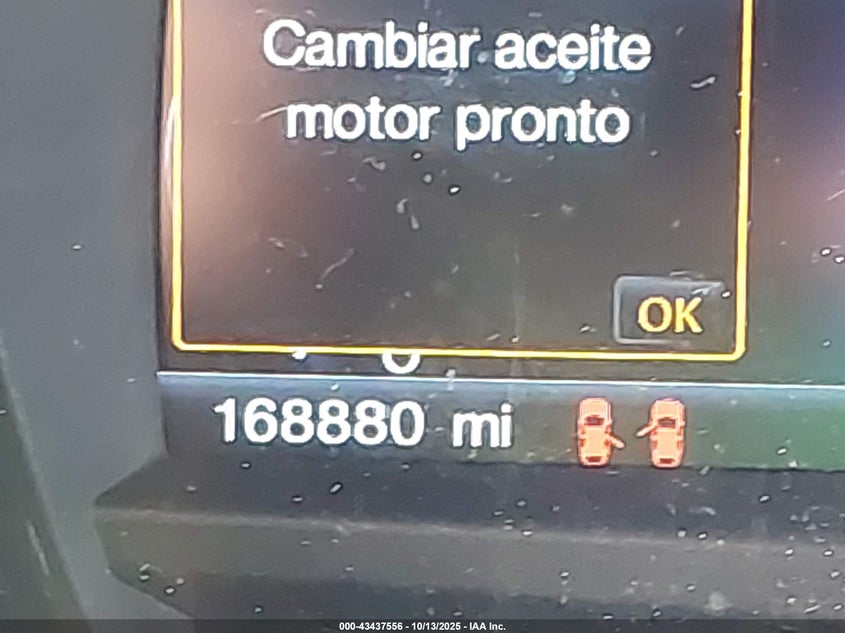 Cambiar aceite
motor pronto
OK
168880 mi
000-43437556 - 10/13/2025 - IAA Inc.